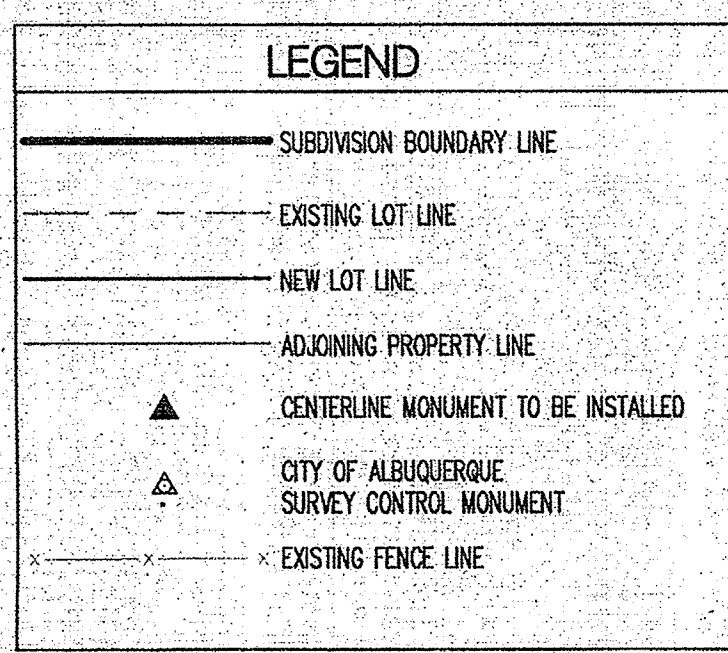 LEGEND
SUBDIVISION BOUNDARY LINE
EXISTING LOT LINE
NEW LOT LINE
ADJOINING PROPERTY LINE
CENTERLINE MONUMENT TO BE INSTALLED
CITY OF ALBUQUERQUE
SURVEY CONTROL MONUMENT
EXISTING FENCE LINE